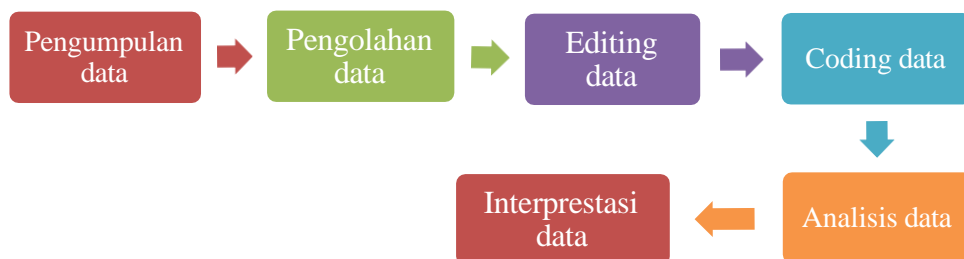 Pengumpulan
data
Pengolahan
data
Editing
data
Coding data
Analisis data
Interprestasi
data